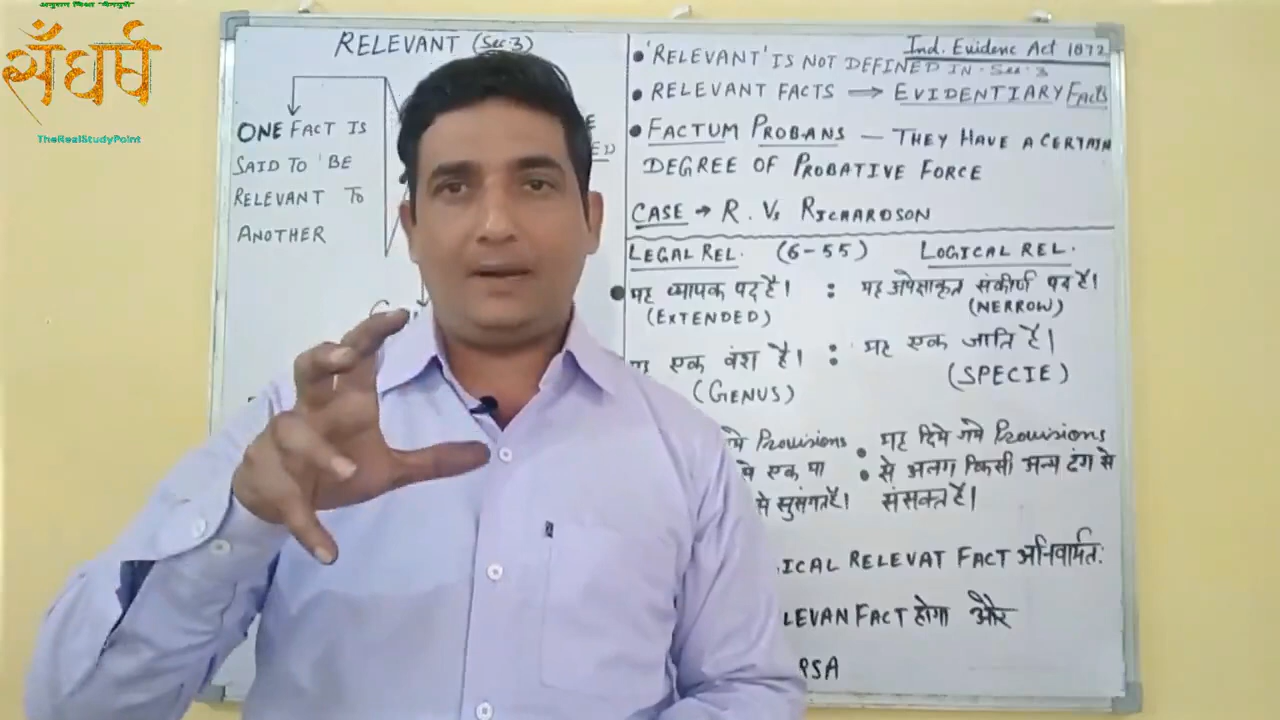 संघर्ष
TheRealStudyPoint
RELEVANT (Sec. 3)
ONE FACT IS
SAID TO BE
RELEVANT TO
ANOTHER
Ind. Evidenc Act 1872
• 'RELEVANT' IS NOT DEFINED IN Sec. 3
• RELEVANT FACTS → EVIDENTIARY FACTS
• FACTUM PROBANS — THEY HAVE A CERTAIN
DEGREE OF PROBATIVE FORCE
CASE → R. Vs RICHARDSON
LEGAL REL. (6-55) LOGICAL REL.
• यह व्यापक पद है। : यह अपेक्षाकृत संकीर्ण पद है।
(EXTENDED) (NERROW)
एक वंश है। : यह एक जाति है।
(GENUS) (SPECIE)
Provisions • यह दिये गये Provisions
एक या • से अलग किसी अन्य ढंग से
से सुसंगत है। संसक्त है।
ICAL RELEVAT FACT अनिवार्यत:
LEVAN FACT होगा और
RSA